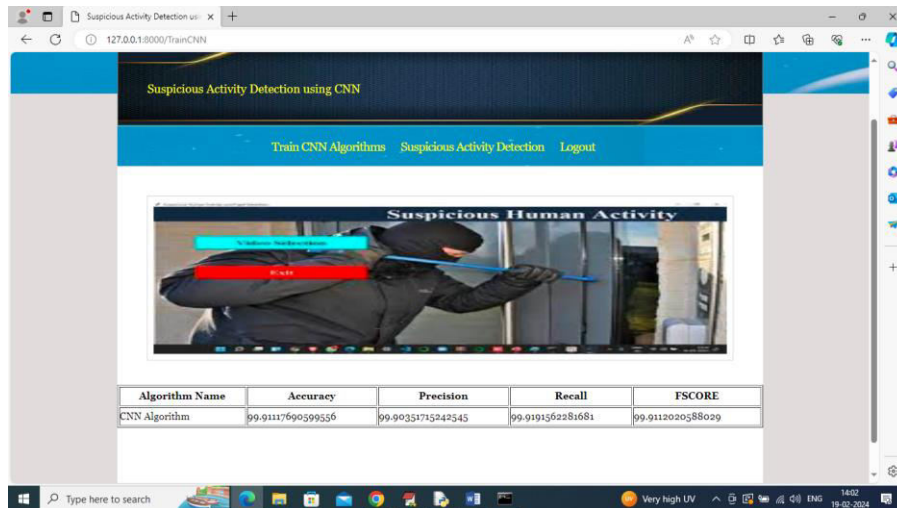 Suspicious Activity Detection usi
127.0.0.1:8000/TrainCNN
Suspicious Activity Detection using CNN
Train CNN Algorithms Suspicious Activity Detection Logout
Suspicious Human Activity
Video Selection
Exit
Algorithm Name Accuracy Precision Recall FSCORE
CNN Algorithm 99.91117690599556 99.90351715242545 99.9191562281681 99.9112020588029
Type here to search
Very high UV ENG 14:02
19-02-2024